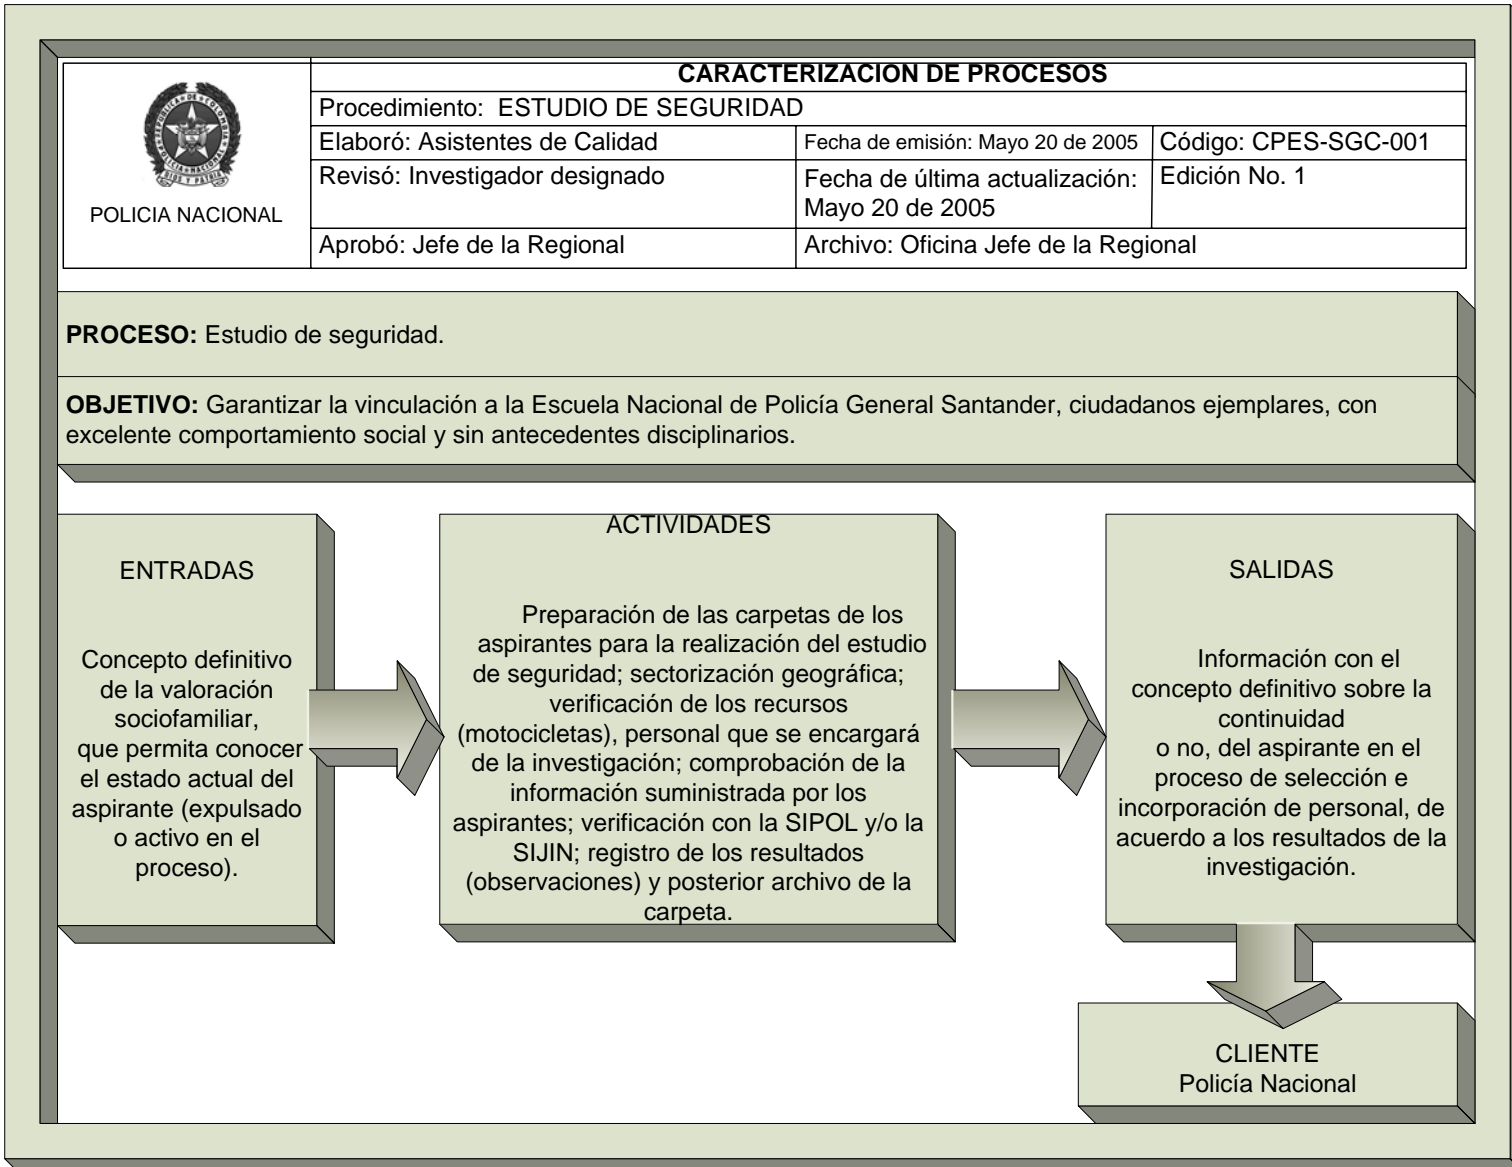 CARACTERIZACION DE PROCESOS
Procedimiento:  ESTUDIO DE SEGURIDAD
Elaboró: Asistentes de Calidad
Fecha de emisión: Mayo 20 de 2005
Código: CPES-SGC-001
Revisó: Investigador designado
Fecha de última actualización:
Mayo 20 de 2005
Edición No. 1
POLICIA NACIONAL
Aprobó: Jefe de la Regional
Archivo: Oficina Jefe de la Regional
PROCESO: Estudio de seguridad.
OBJETIVO: Garantizar la vinculación a la Escuela Nacional de Policía General Santander, ciudadanos ejemplares, con
excelente comportamiento social y sin antecedentes disciplinarios.
ENTRADAS
Concepto definitivo
de la valoración
sociofamiliar,
que permita conocer
el estado actual del
aspirante (expulsado
o activo en el
proceso).
ACTIVIDADES
Preparación de las carpetas de los
aspirantes para la realización del estudio
de seguridad; sectorización geográfica;
verificación de los recursos
(motocicletas), personal que se encargará
de la investigación; comprobación de la
información suministrada por los
aspirantes; verificación con la SIPOL y/o la
SIJIN; registro de los resultados
(observaciones) y posterior archivo de la
carpeta.
SALIDAS
Información con el
concepto definitivo sobre la
continuidad
o no, del aspirante en el
proceso de selección e
incorporación de personal, de
acuerdo a los resultados de la
investigación.
CLIENTE
Policía Nacional